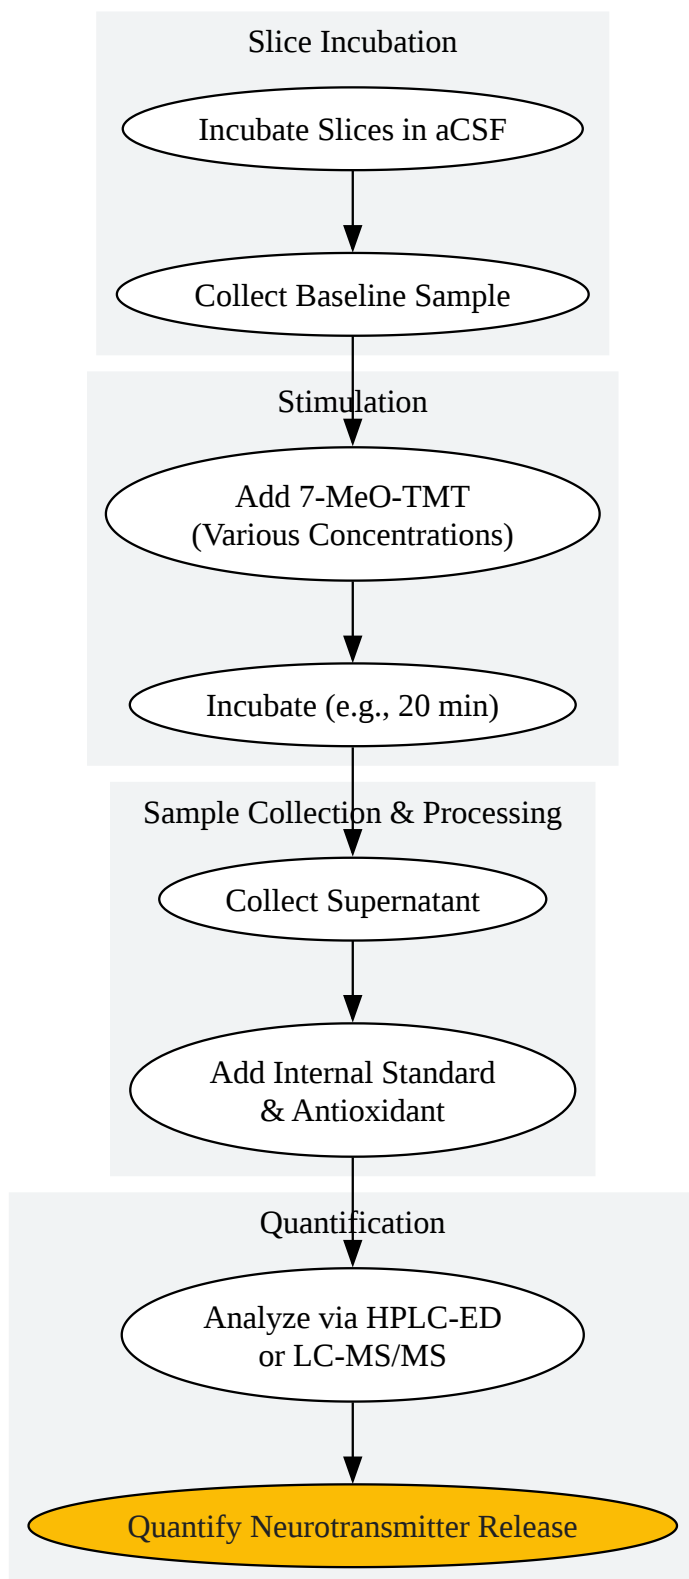 Slice Incubation
Incubate Slices in aCSF
Collect Baseline Sample
Stimulation
Add 7-MeO-TMT
(Various Concentrations)
Incubate (e.g., 20 min)
Sample Collection & Processing
Collect Supernatant
Add Internal Standard
& Antioxidant
Quantification
Analyze via HPLC-ED
or LC-MS/MS
Quantify Neurotransmitter Release